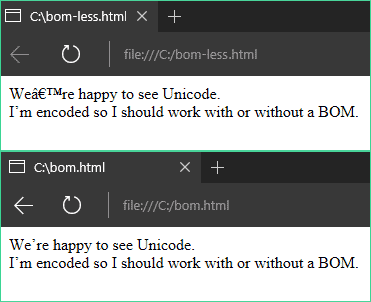 C:\bom-less.html
file:///C:/bom-less.html
Weâ€™re happy to see Unicode.
I’m encoded so I should work with or without a BOM.
C:\bom.html
file:///C:/bom.html
We’re happy to see Unicode.
I’m encoded so I should work with or without a BOM.